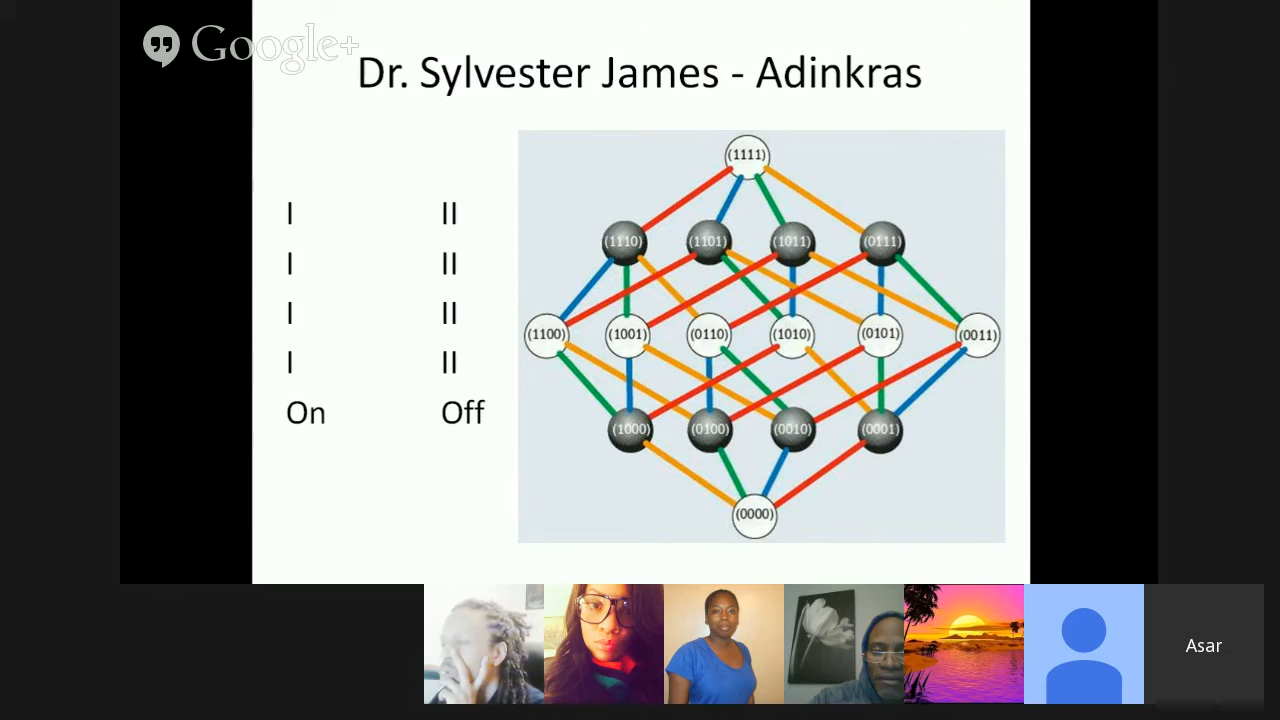 Google+
Dr. Sylvester James - Adinkras
I II
I II
I II
I II
On Off
(1111)
(1110) (1101) (1011) (0111)
(1100) (1001) (0110) (1010) (0101) (0011)
(1000) (0100) (0010) (0001)
(0000)
Asar